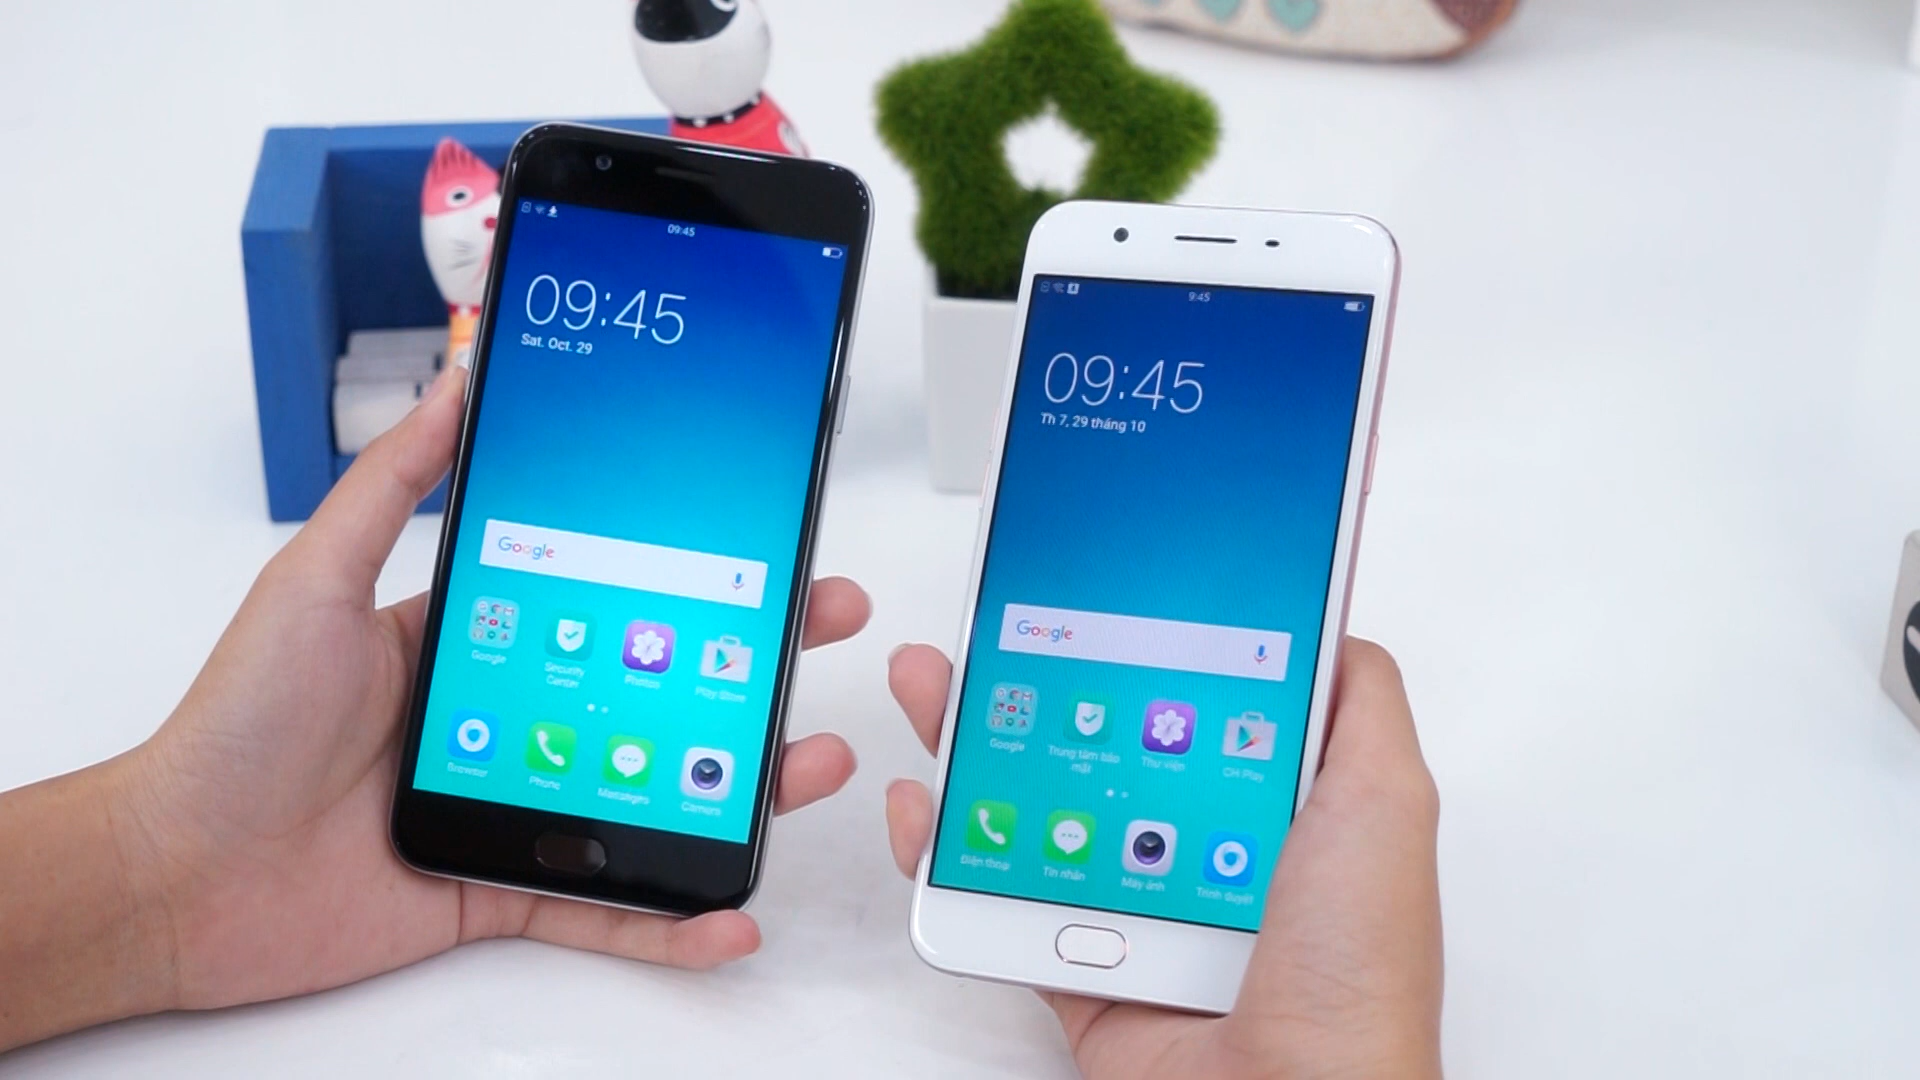 09:45
09:45
Sat. Oct. 29
Google
Google
Security
Center
Photos
Play Store
Browser
Phone
Messages
Camera
9:45
09:45
Th 7, 29 tháng 10
Google
Google
Trung tâm bảo
mật
Thư viện
CH Play
Điện thoại
Tin nhắn
Máy ảnh
Trình duyệt